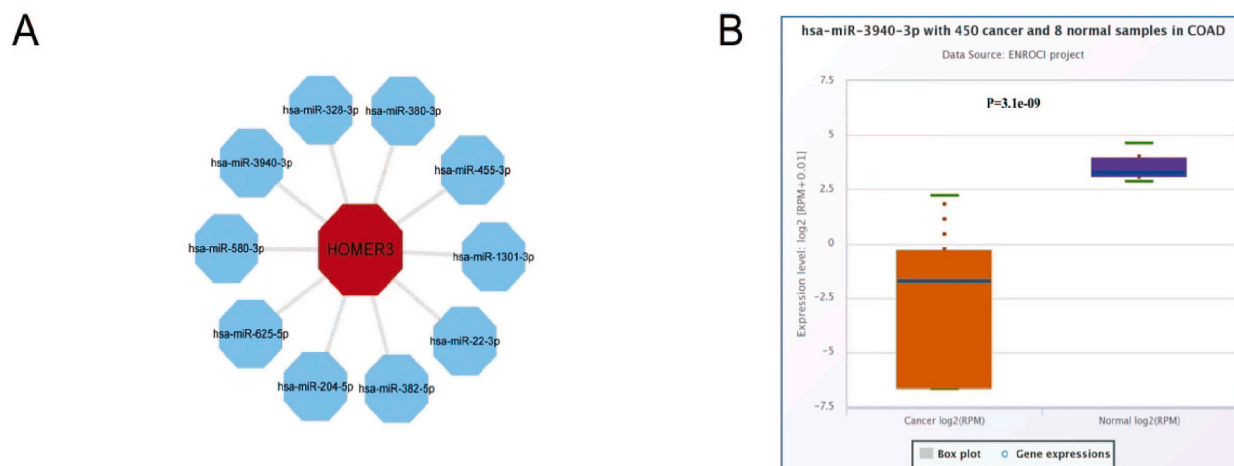 A
hsa-miR-328-3p
hsa-miR-380-3p
hsa-miR-3940-3p
hsa-miR-455-3p
hsa-miR-580-3p
HOMER3
hsa-miR-1301-3p
hsa-miR-625-5p
hsa-miR-22-3p
hsa-miR-204-5p
hsa-miR-382-5p
B
hsa-miR-3940-3p with 450 cancer and 8 normal samples in COAD
Data Source: ENROCI project
P=3.1e-09
Expression level: log2 [RPM+0.01]
7.5
5
2.5
0
-2.5
-5
-7.5
Cancer log2(RPM)
Normal log2(RPM)
Box plot
Gene expressions